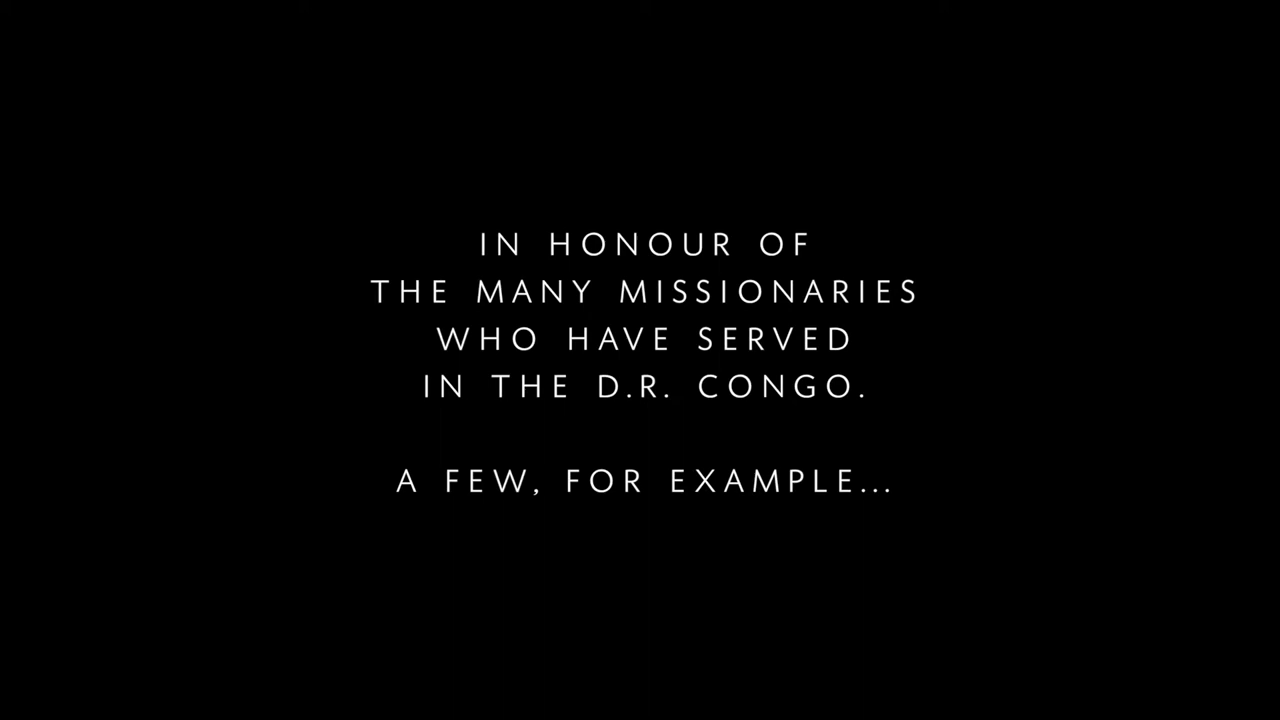 IN HONOUR OF
THE MANY MISSIONARIES
WHO HAVE SERVED
IN THE D.R. CONGO.
A FEW, FOR EXAMPLE...